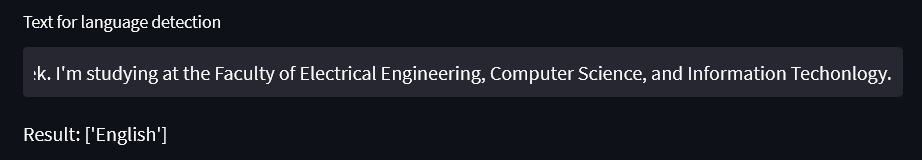 Text for language detection
k. I'm studying at the Faculty of Electrical Engineering, Computer Science, and Information Techonlogy.
Result: ['English']